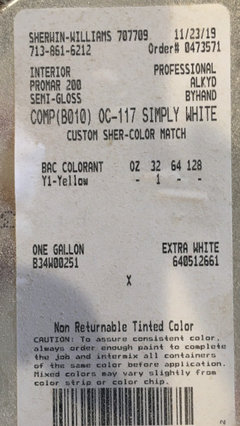 SHERWIN-WILLIAMS 707709 11/23/19
713-861-6212 Order# 0473571
INTERIOR PROFESSIONAL
PROMAR 200 ALKYD
SEMI-GLOSS BYHAND
COMP(B010) OC-117 SIMPLY WHITE
CUSTOM SHER-COLOR MATCH
BAC COLORANT OZ 32 64 128
Y1-Yellow - 1 - -
ONE GALLON EXTRA WHITE
B34W00251 640512661
X
Non Returnable Tinted Color
CAUTION: To assure consistent color,
always order enough paint to complete
the job and intermix all containers
of the same color before application.
Mixed colors may vary slightly from
color strip or color chip.